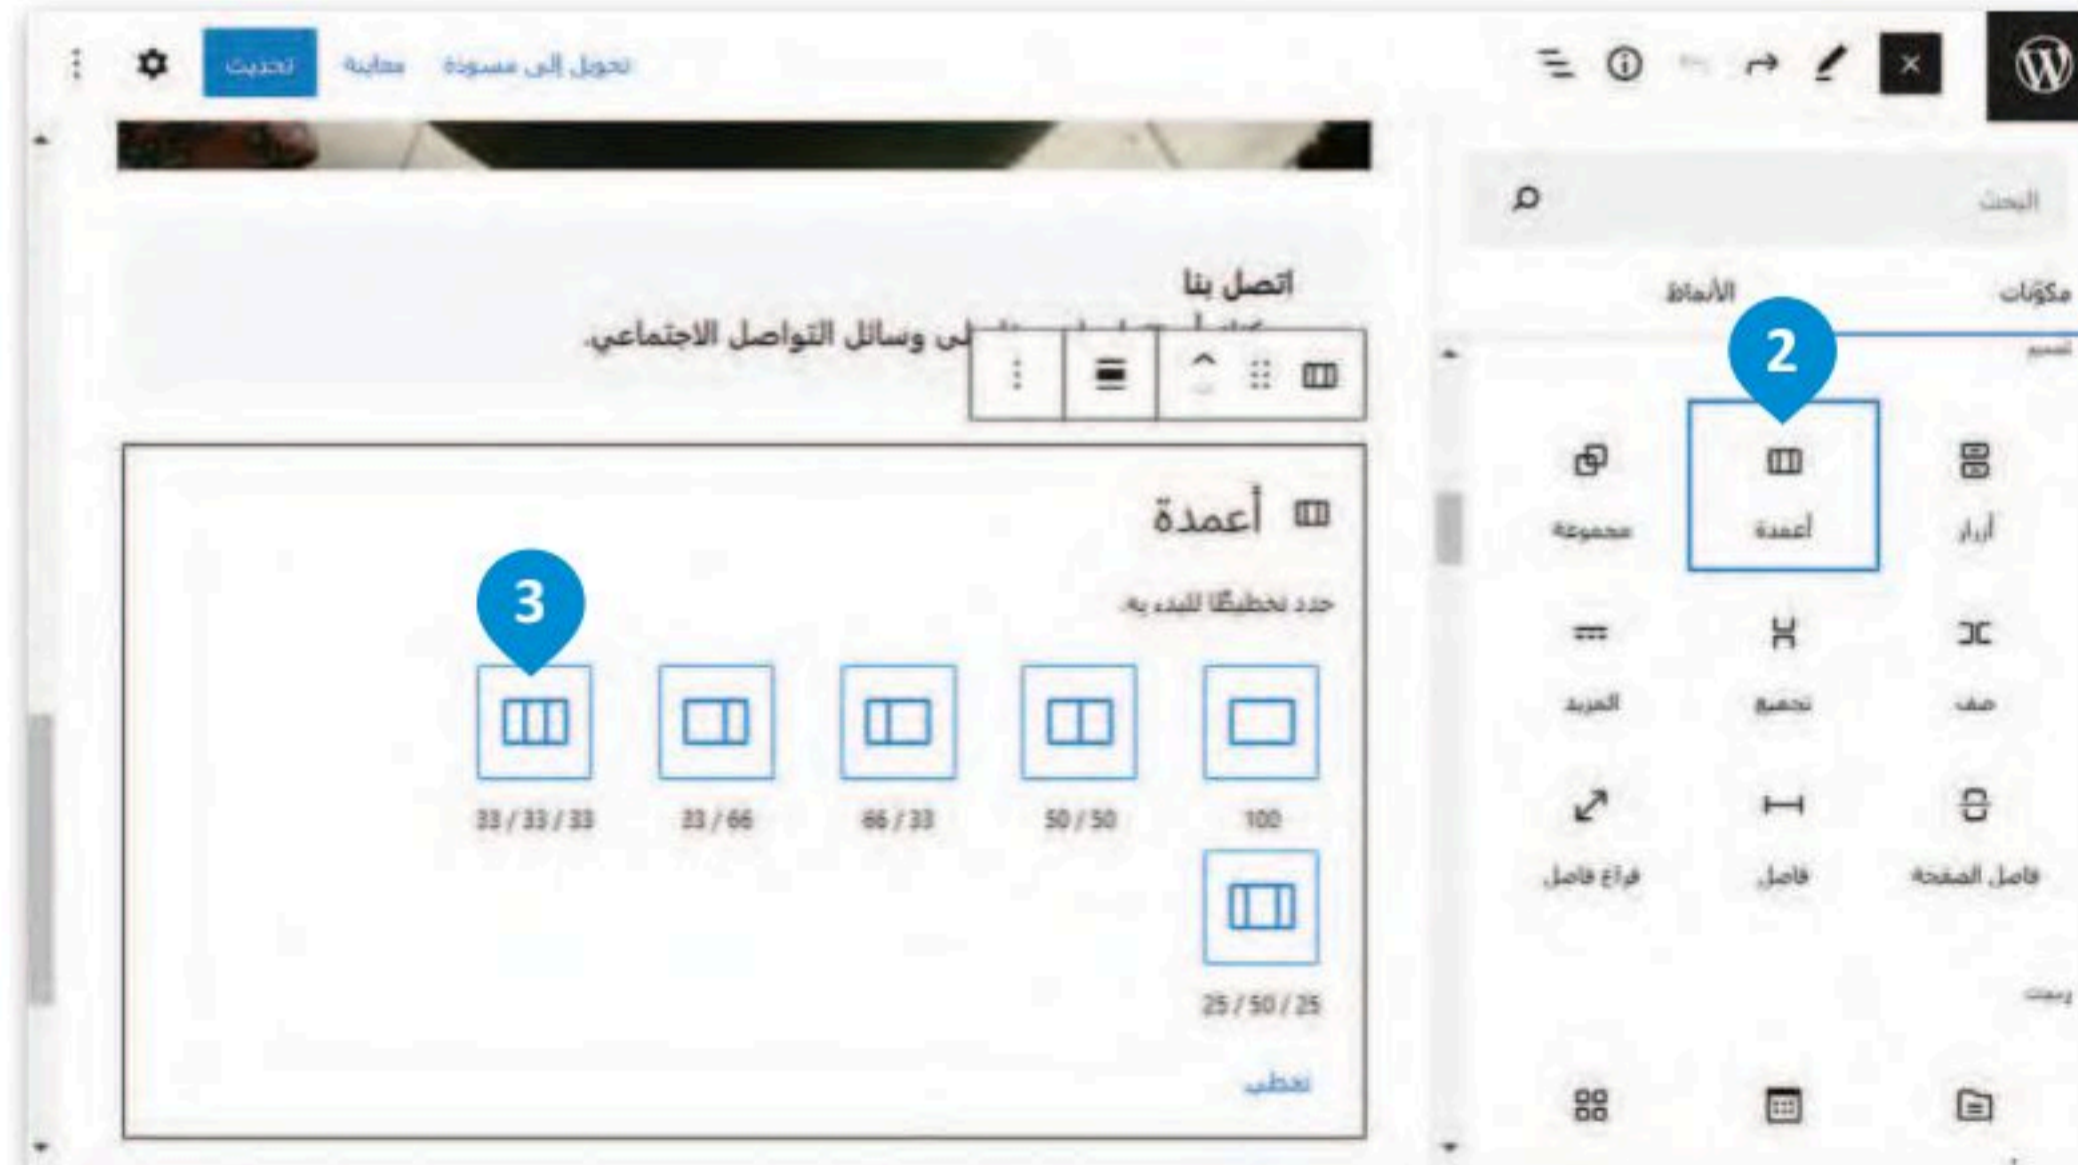 تحويل إلى مسودة
معاينة
تحديث
البحث
مكوّنات
الأنماط
تصميم
أزرار
أعمدة
مجموعة
صف
تجميع
المزيد
فاصل الصفحة
فاصل
فراغ فاصل
2
اتصل بنا
وسائل التواصل الاجتماعي.
أعمدة
حدد تخطيطًا للبدء به.
3
100
50 / 50
66 / 33
33 / 66
33 / 33 / 33
25 / 50 / 25
تخطي